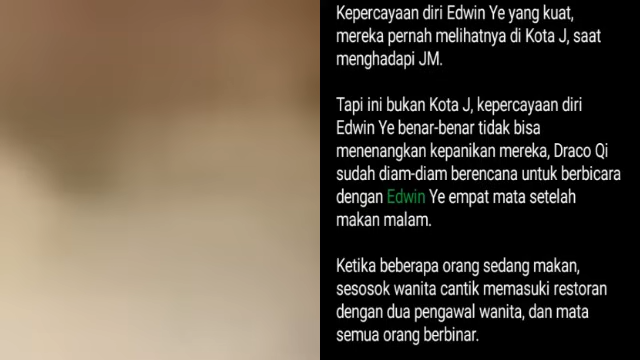 Kepercayaan diri Edwin Ye yang kuat,
mereka pernah melihatnya di Kota J, saat
menghadapi JM.
Tapi ini bukan Kota J, kepercayaan diri
Edwin Ye benar-benar tidak bisa
menenangkan kepanikan mereka, Draco Qi
sudah diam-diam berencana untuk berbicara
dengan Edwin Ye empat mata setelah
makan malam.
Ketika beberapa orang sedang makan,
sesosok wanita cantik memasuki restoran
dengan dua pengawal wanita, dan mata
semua orang berbinar.